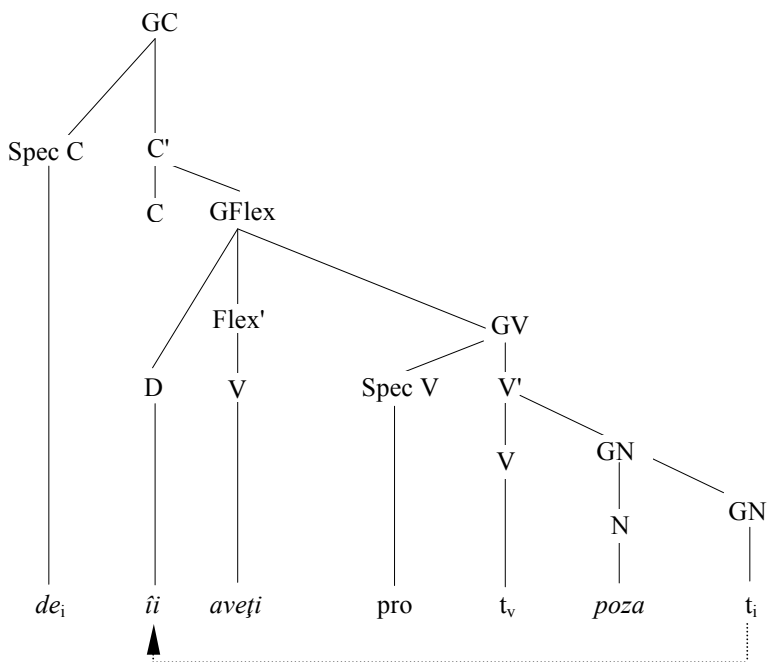 GC
Spec C C'
C GFlex
Flex' GV
D V Spec V V'
V GN
N GN
deᵢ îi aveţi pro tᵥ poza tᵢ